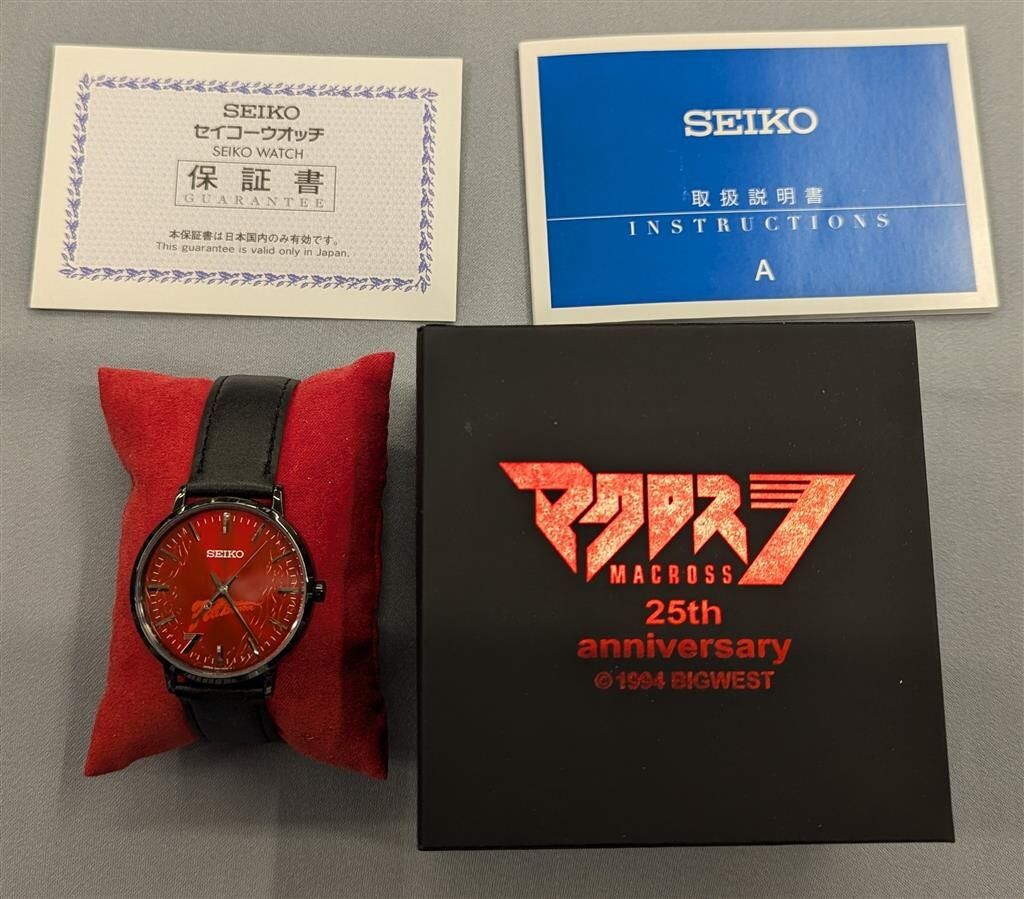 SEIKO
セイコーウオッチ
SEIKO WATCH
保証書
GUARANTEE
本保証書は日本国内のみ有効です。
This guarantee is valid only in Japan.
SEIKO
取扱説明書
INSTRUCTIONS
A
SEIKO
7
マクロス7
MACROSS
25th
anniversary
©1994 BIGWEST